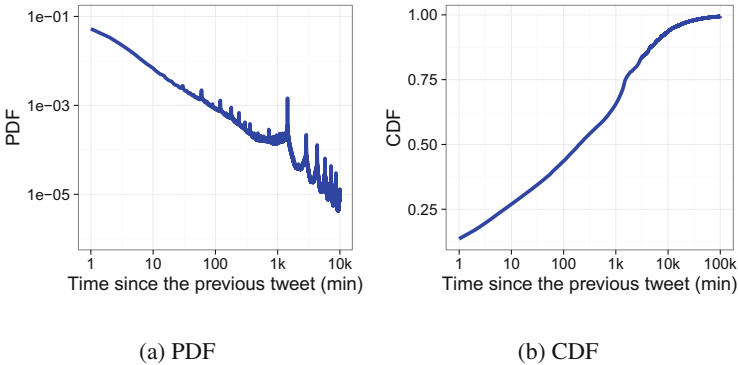 1e−01
1e−03
1e−05
PDF
1 10 100 1k 10k
Time since the previous tweet (min)
(a) PDF
1.00
0.75
0.50
0.25
CDF
1 10 100 1k 10k 100k
Time since the previous tweet (min)
(b) CDF